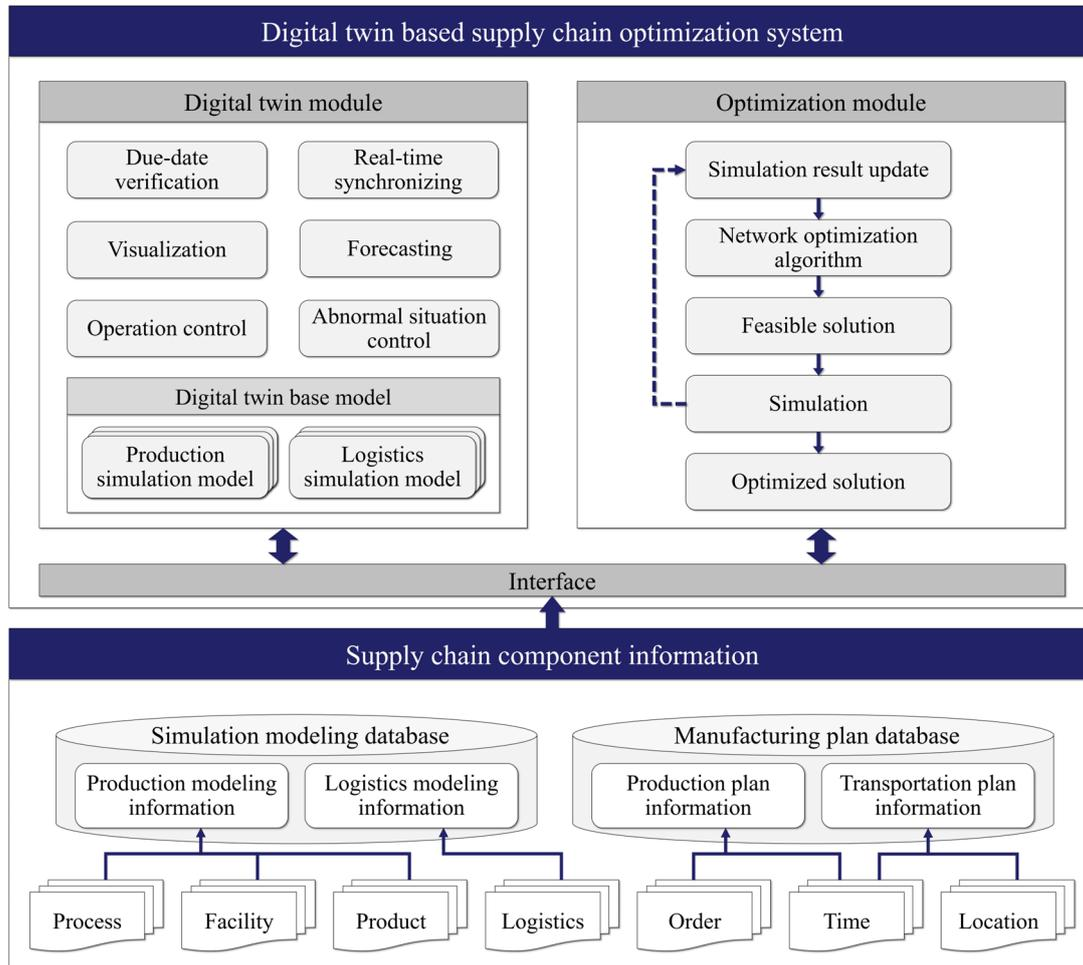 Digital twin based supply chain optimization system
Digital twin module
Due-date
verification
Real-time
synchronizing
Visualization
Forecasting
Operation control
Abnormal situation
control
Digital twin base model
Production
simulation model
Logistics
simulation model
Optimization module
Simulation result update
Network optimization
algorithm
Feasible solution
Simulation
Optimized solution
Interface
Supply chain component information
Simulation modeling database
Production modeling
information
Logistics modeling
information
Manufacturing plan database
Production plan
information
Transportation plan
information
Process
Facility
Product
Logistics
Order
Time
Location